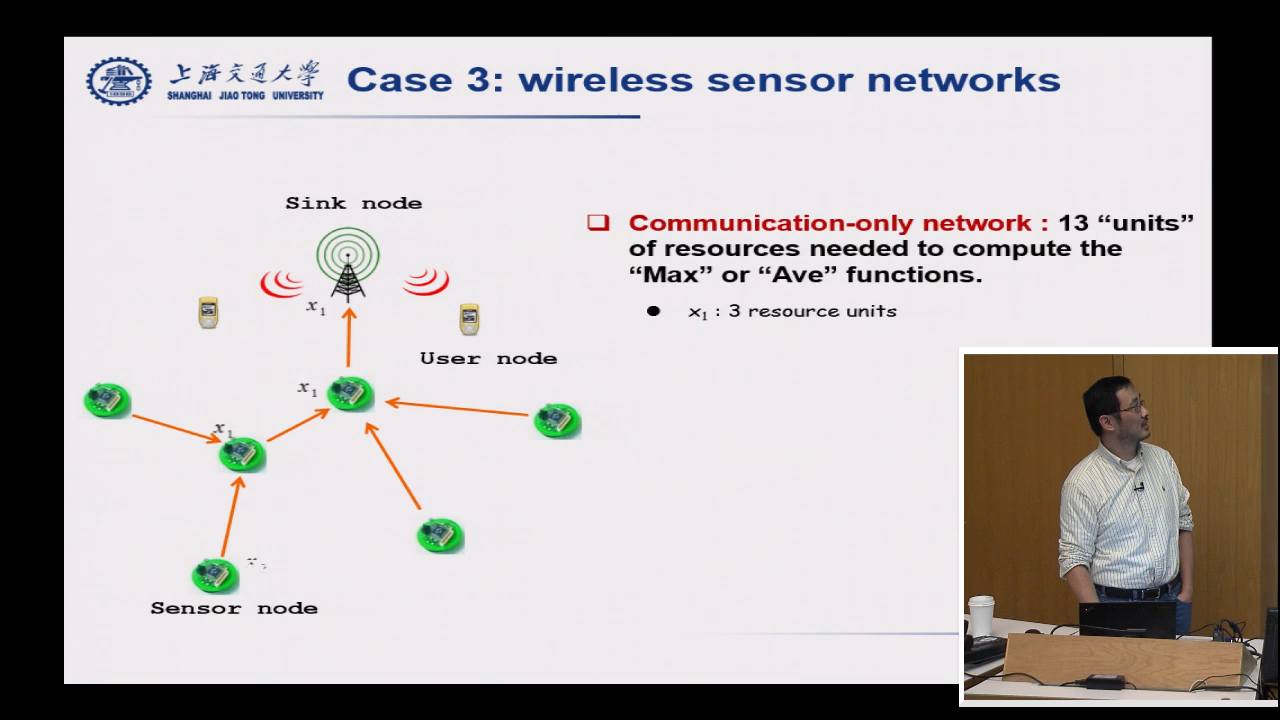 上海交通大學
SHANGHAI JIAO TONG UNIVERSITY
1896
Case 3: wireless sensor networks
Sink node
❑ Communication-only network : 13 “units”
of resources needed to compute the
“Max” or “Ave” functions.
● x₁ : 3 resource units
x₁
User node
x₁
x₁
Sensor node